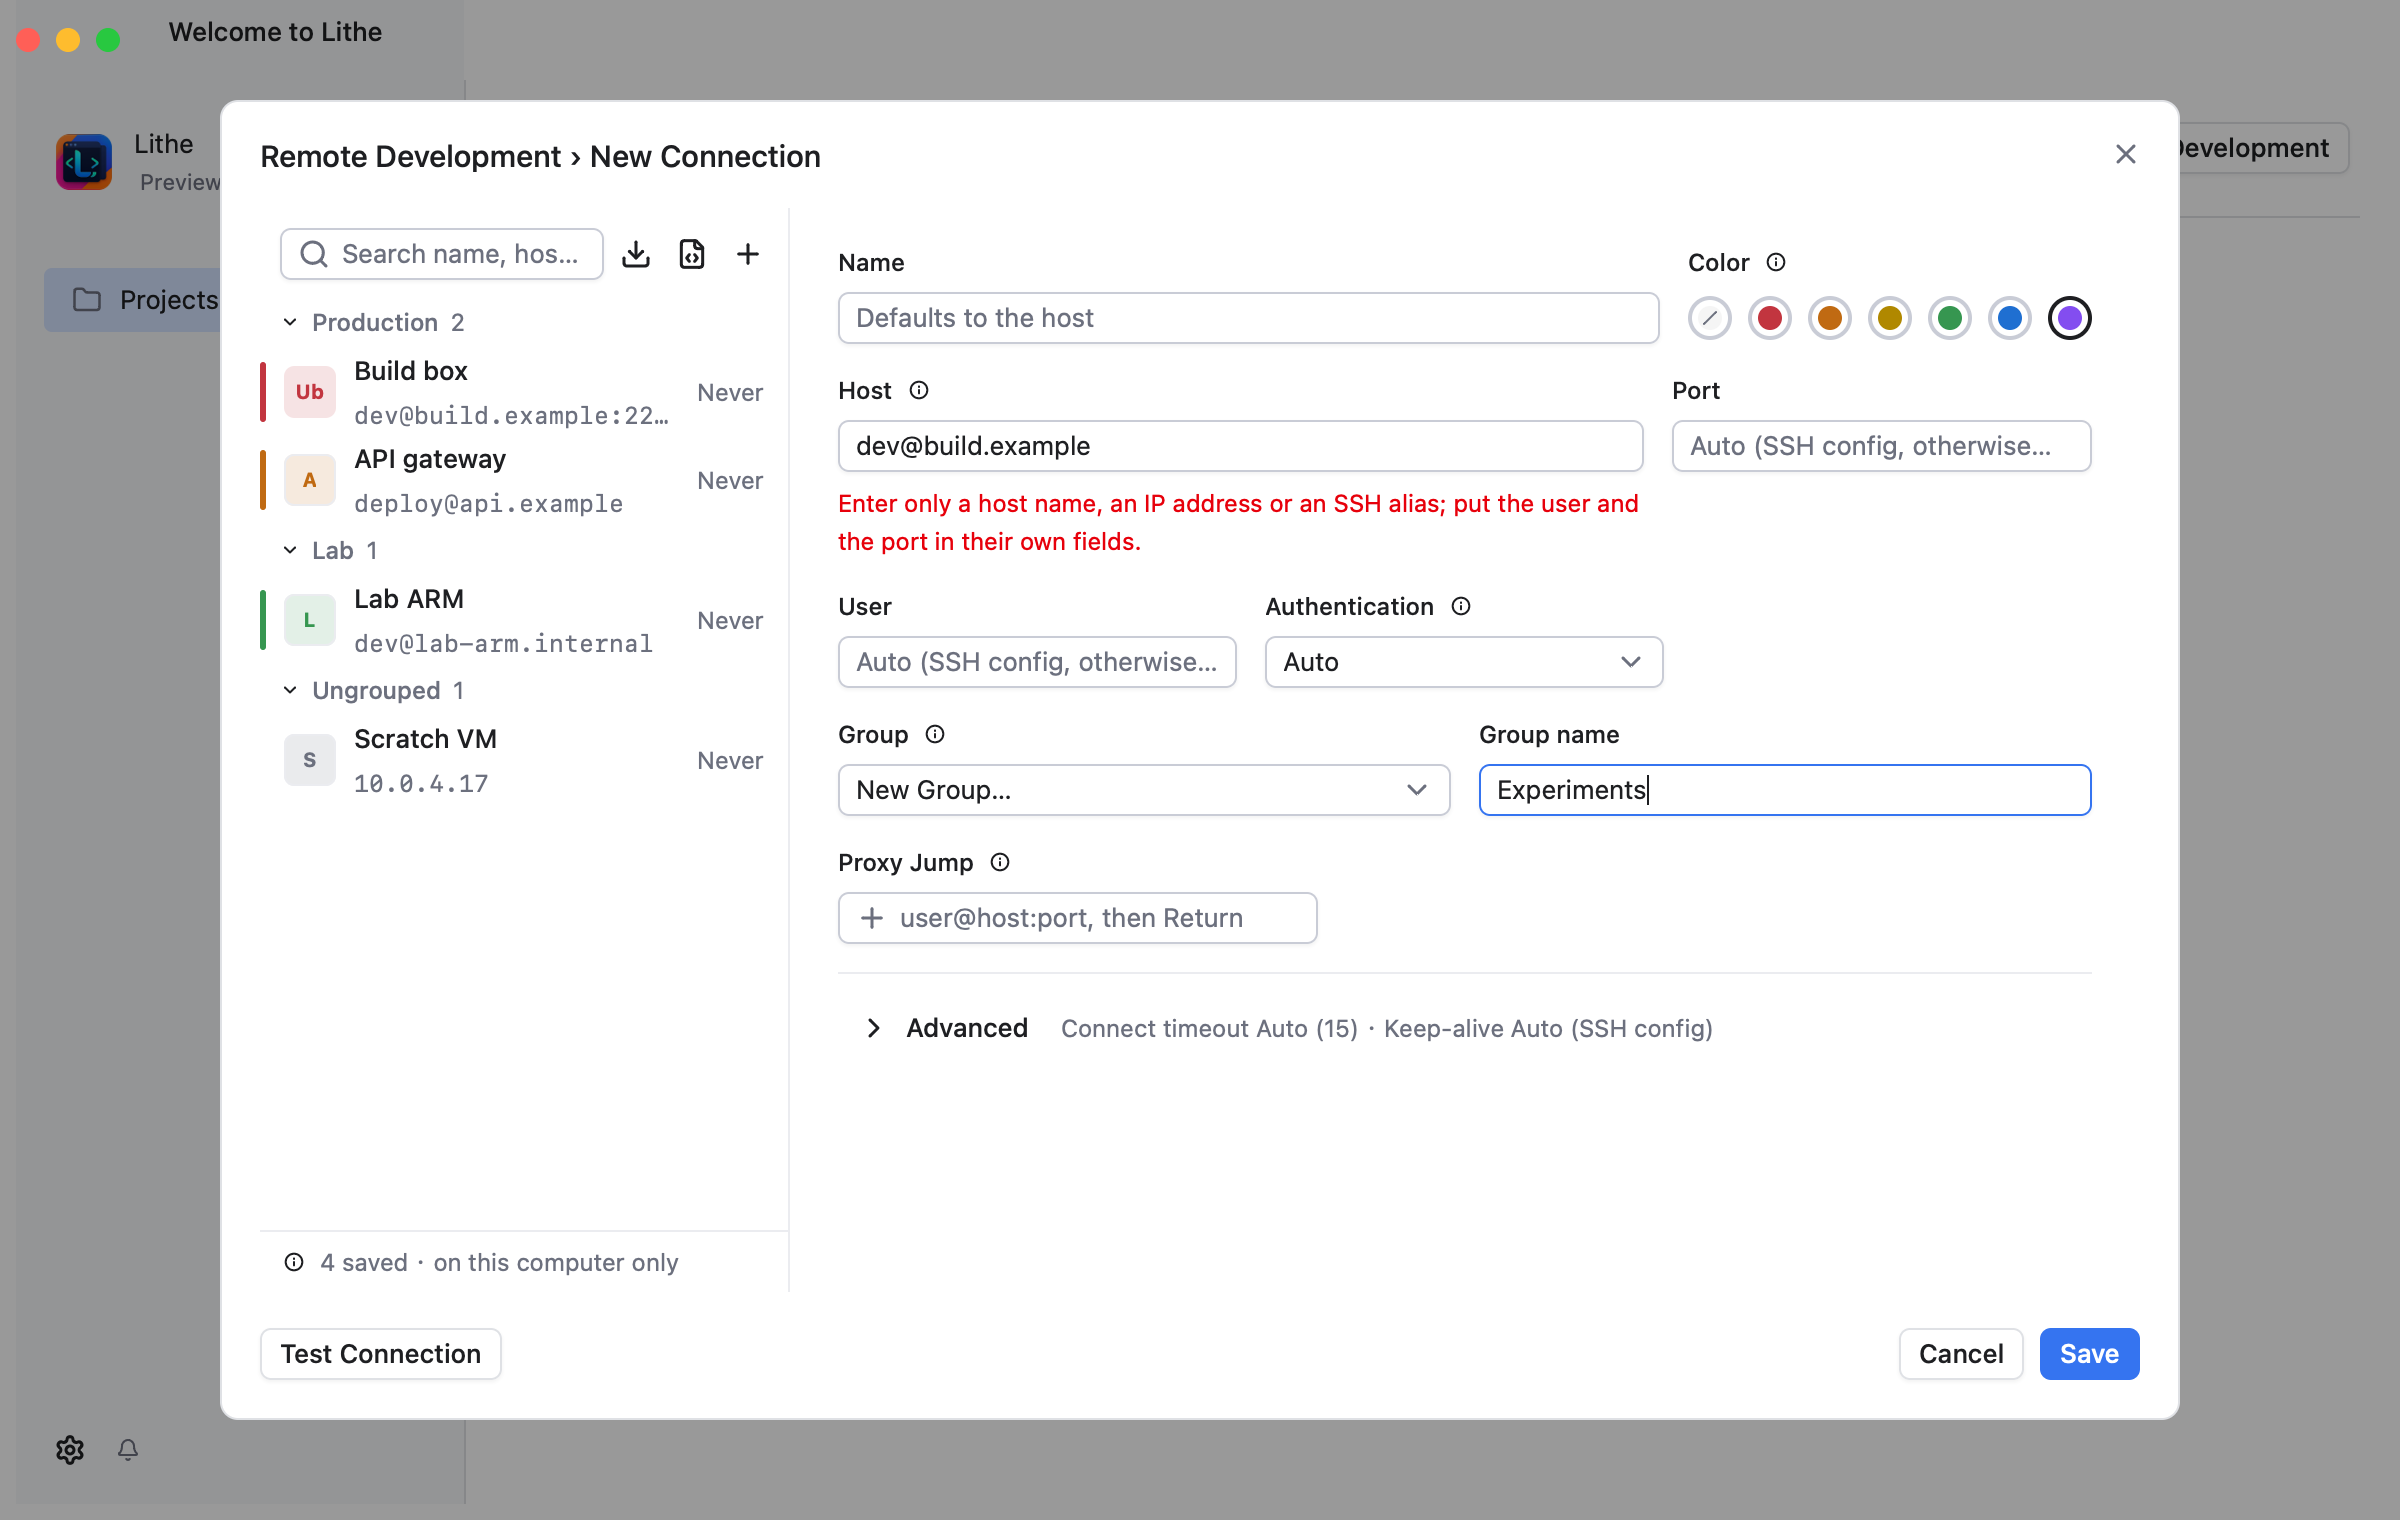 Welcome to Lithe
Lithe
Preview
Projects
Development
Remote Development › New Connection
Search name, hos...
Production 2
Ub
Build box
dev@build.example:22…
Never
A
API gateway
deploy@api.example
Never
Lab 1
L
Lab ARM
dev@lab-arm.internal
Never
Ungrouped 1
S
Scratch VM
10.0.4.17
Never
4 saved · on this computer only
Name
Defaults to the host
Color
Host
dev@build.example
Port
Auto (SSH config, otherwise...
Enter only a host name, an IP address or an SSH alias; put the user and
the port in their own fields.
User
Auto (SSH config, otherwise...
Authentication
Auto
Group
New Group...
Group name
Experiments
Proxy Jump
user@host:port, then Return
Advanced
Connect timeout Auto (15) · Keep-alive Auto (SSH config)
Test Connection
Cancel
Save